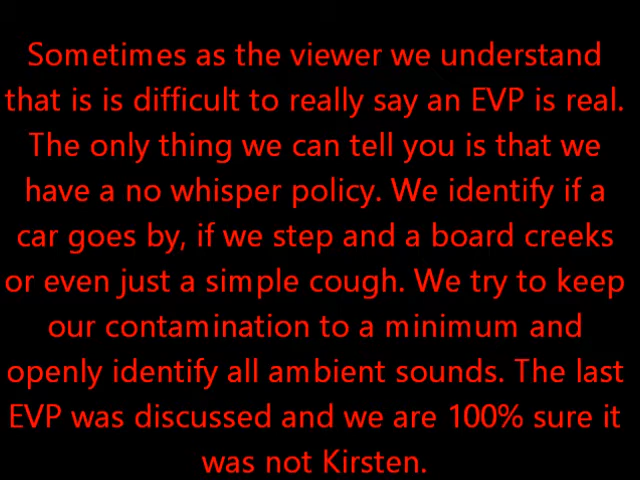 Sometimes as the viewer we understand
that is is difficult to really say an EVP is real.
The only thing we can tell you is that we
have a no whisper policy. We identify if a
car goes by, if we step and a board creeks
or even just a simple cough. We try to keep
our contamination to a minimum and
openly identify all ambient sounds. The last
EVP was discussed and we are 100% sure it
was not Kirsten.